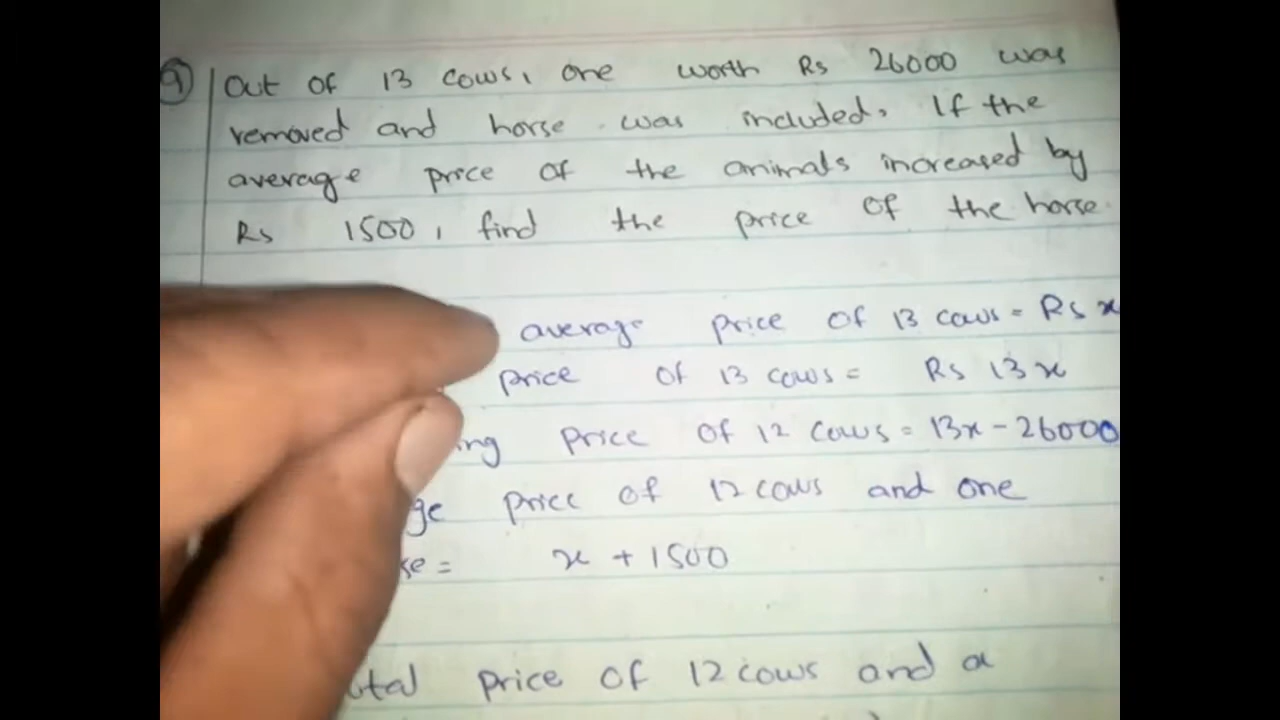 9) Out of 13 cows, one worth Rs 26000 was
removed and horse was included. If the
average price of the animals increased by
Rs 1500, find the price of the horse.
average price of 13 cows = Rs x
price of 13 cows = Rs 13x
price of 12 cows = 13x - 26000
price of 12 cows and one
= x + 1500
price of 12 cows and a